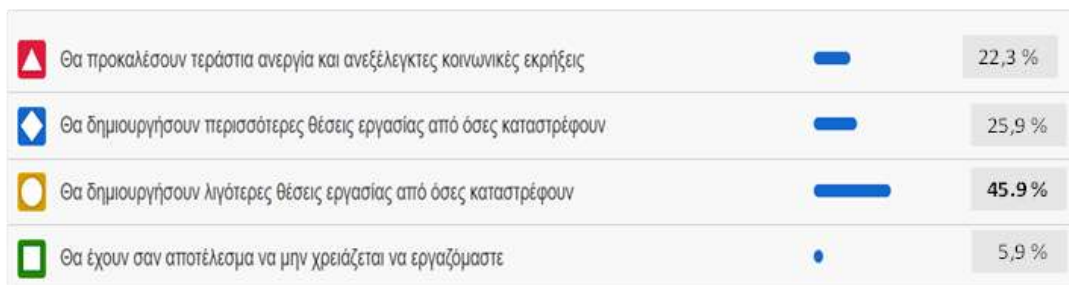 Θα προκαλέσουν τεράστια ανεργία και ανεξέλεγκτες κοινωνικές εκρήξεις 22,3 %
Θα δημιουργήσουν περισσότερες θέσεις εργασίας από όσες καταστρέφουν 25,9 %
Θα δημιουργήσουν λιγότερες θέσεις εργασίας από όσες καταστρέφουν 45.9 %
Θα έχουν σαν αποτέλεσμα να μην χρειάζεται να εργαζόμαστε 5,9 %